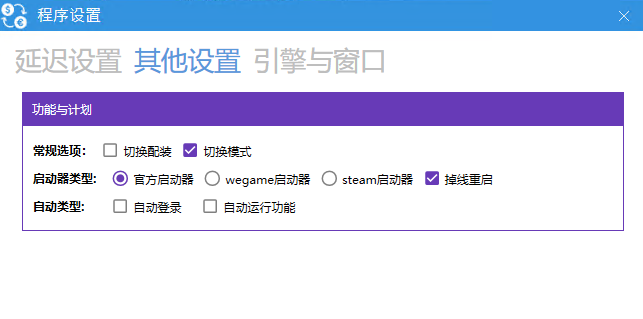 程序设置
延迟设置 其他设置 引擎与窗口
功能与计划
常规选项: 切换配装 切换模式
启动器类型: 官方启动器 wegame启动器 steam启动器 掉线重启
自动类型: 自动登录 自动运行功能